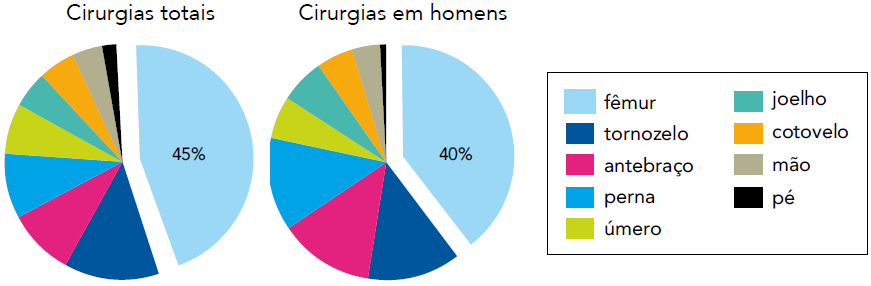 Cirurgias totais
Cirurgias em homens
45%
40%
fêmur
tornozelo
antebraço
perna
úmero
joelho
cotovelo
mão
pé